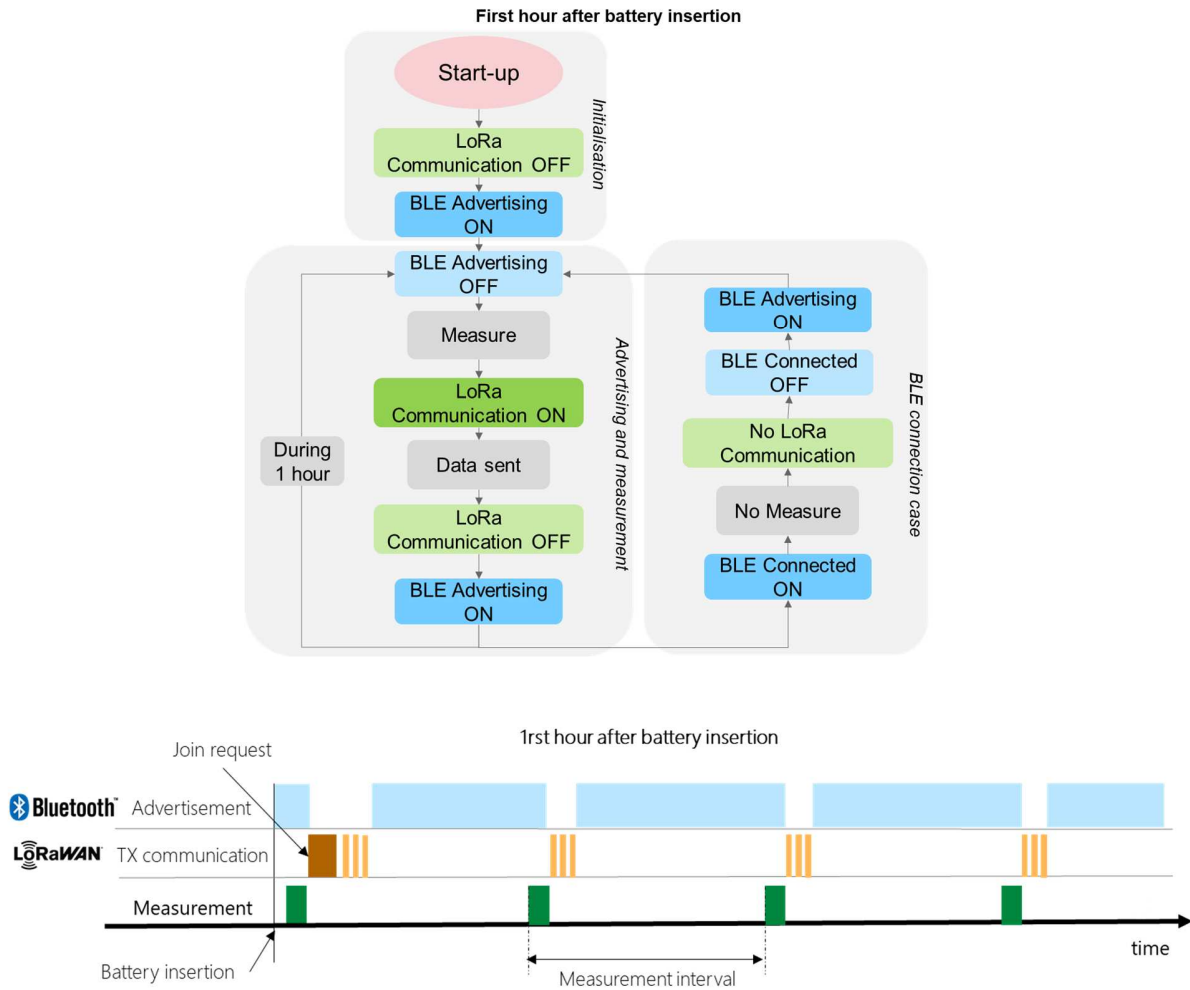 First hour after battery insertion
Start-up
LoRa
Communication OFF
BLE Advertising
ON
Initialisation
BLE Advertising
OFF
Measure
LoRa
Communication ON
Data sent
LoRa
Communication OFF
BLE Advertising
ON
During
1 hour
Advertising and measurement
BLE Advertising
ON
BLE Connected
OFF
No LoRa
Communication
No Measure
BLE Connected
ON
BLE connection case
1rst hour after battery insertion
Join request
Bluetooth™ Advertisement
LoRaWAN TX communication
Measurement
time
Battery insertion
Measurement interval